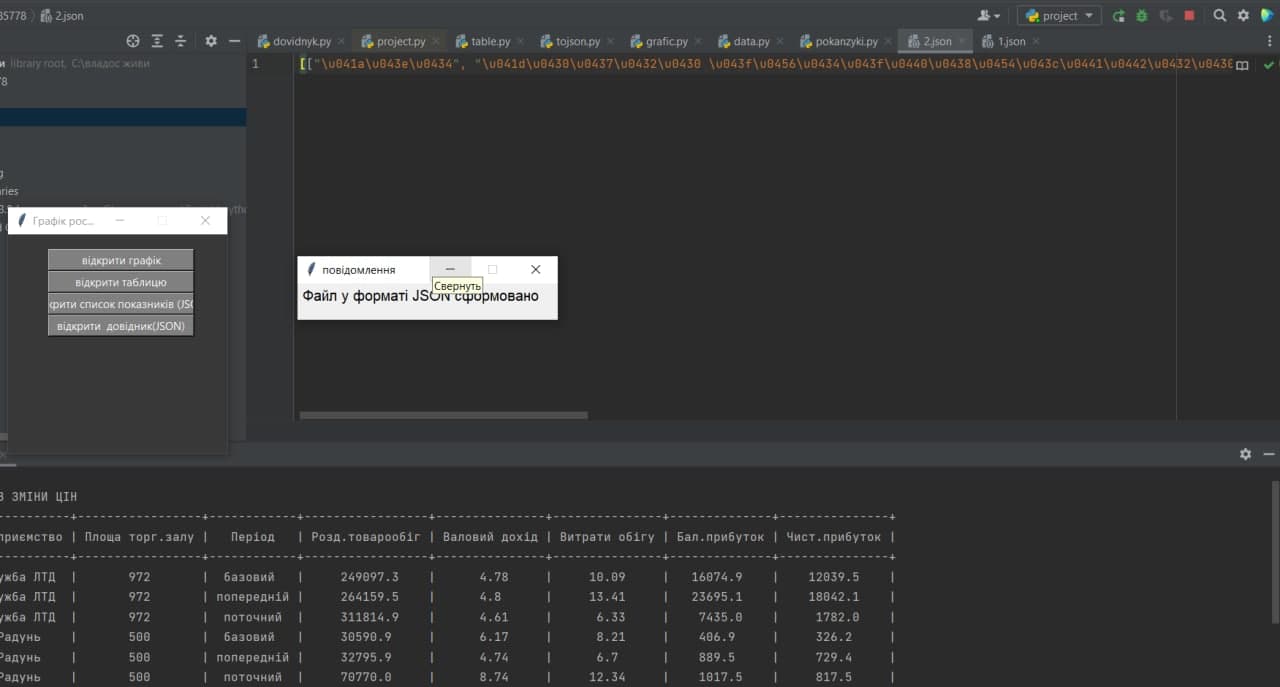 35778 2.json
project
dovidnyk.py project.py table.py tojson.py grafic.py data.py pokanzyki.py 2.json 1.json
и library root, C:\владос живи
1 [["\u041a\u043e\u0434", "\u041d\u0430\u0437\u0432\u0430 \u043f\u0456\u0434\u043f\u0440\u0438\u0454\u043c\u0441\u0442\u0432\u0430
78
g
ries
Графік рос...
відкрити графік
відкрити таблицю
крити список показників (JSO
відкрити довідник(JSON)
повідомлення
Свернуть
Файл у форматі JSON сформовано
З ЗМІНИ ЦІН
----------+-----------------+------------+-----------------+---------------+---------------+--------------+---------------+
приємство | Площа торг.залу | Період | Розд.товарообіг | Валовий дохід | Витрати обігу | Бал.прибуток | Чист.прибуток |
----------+-----------------+------------+-----------------+---------------+---------------+--------------+---------------+
ужба ЛТД | 972 | базовий | 249097.3 | 4.78 | 10.09 | 16074.9 | 12039.5 |
ужба ЛТД | 972 | попередній | 264159.5 | 4.8 | 13.41 | 23695.1 | 18042.1 |
ужба ЛТД | 972 | поточний | 311814.9 | 4.61 | 6.33 | 7435.0 | 1782.0 |
Радунь | 500 | базовий | 30590.9 | 6.17 | 8.21 | 406.9 | 326.2 |
Радунь | 500 | попередній | 32795.9 | 4.74 | 6.7 | 889.5 | 729.4 |
Радунь | 500 | поточний | 70770.0 | 8.74 | 12.34 | 1017.5 | 817.5 |